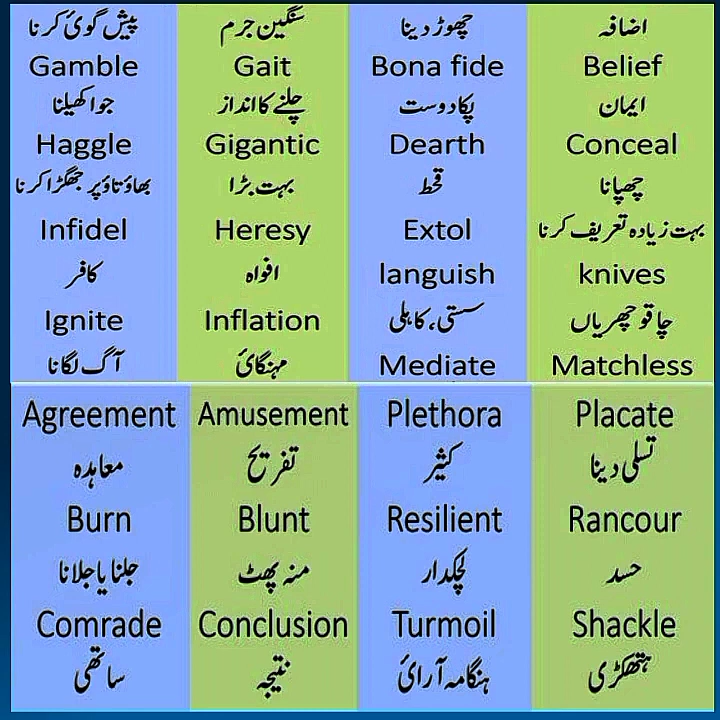 پیش گوئ کرنا	سنگین جرم	چھوڑ دینا	اضافہ
Gamble	Gait	Bona fide	Belief
جوا کھیلنا	چلنے کا انداز	پکا دوست	ایمان
Haggle	Gigantic	Dearth	Conceal
بھاؤ تاؤ پر جھگڑا کرنا	بہت بڑا	قحط	چھپانا
Infidel	Heresy	Extol	بہت زیادہ تعریف کرنا
کافر	افواہ	languish	knives
Ignite	Inflation	سستی، کاہلی	چاقو چھریاں
آگ لگانا	مہنگائ	Mediate	Matchless
Agreement	Amusement	Plethora	Placate
معاہدہ	تفریح	کثیر	تسلی دینا
Burn	Blunt	Resilient	Rancour
جلنا یا جلانا	منہ پھٹ	لچکدار	حسد
Comrade	Conclusion	Turmoil	Shackle
ساتھی	نتیجہ	ہنگامہ آرائ	ہتھکڑی